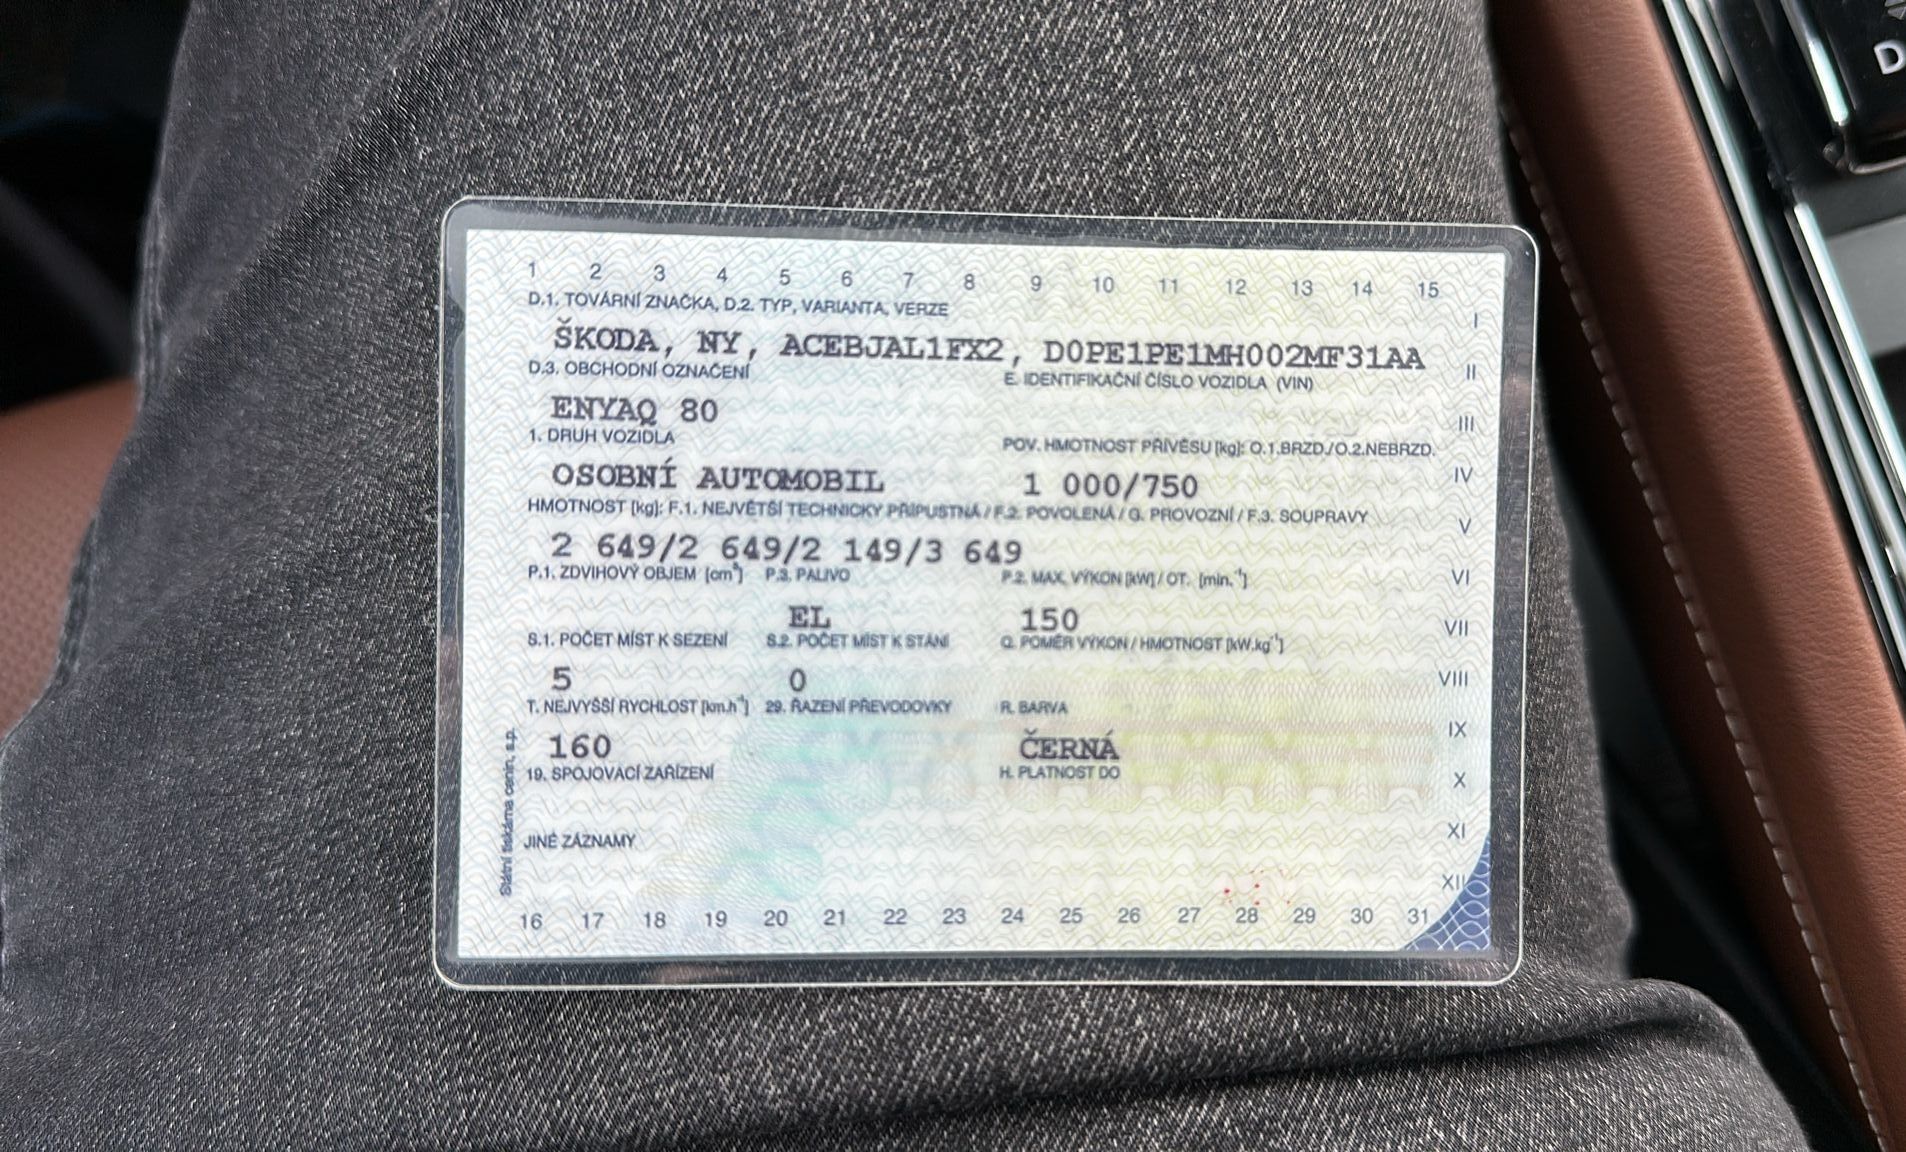 1 2 3 4 5 6 7 8 9 10 11 12 13 14 15
D.1. TOVÁRNÍ ZNAČKA, D.2. TYP, VARIANTA, VERZE
I
ŠKODA, NY, ACEBJAL1FX2, D0PE1PE1MH002MF31AA
D.3. OBCHODNÍ OZNAČENÍ E. IDENTIFIKAČNÍ ČÍSLO VOZIDLA (VIN)
II
ENYAQ 80
III
1. DRUH VOZIDLA POV. HMOTNOST PŘÍVĚSU [kg]: O.1.BRZD./O.2.NEBRZD.
OSOBNÍ AUTOMOBIL 1 000/750
IV
HMOTNOST [kg]: F.1. NEJVĚTŠÍ TECHNICKY PŘÍPUSTNÁ / F.2. POVOLENÁ / G. PROVOZNÍ / F.3. SOUPRAVY
V
2 649/2 649/2 149/3 649
P.1. ZDVIHOVÝ OBJEM [cm³] P.3. PALIVO P.2. MAX. VÝKON [kW] / OT. [min.⁻¹]
VI
EL 150
VII
S.1. POČET MÍST K SEZENÍ S.2. POČET MÍST K STÁNÍ Q. POMĚR VÝKON / HMOTNOST [kW.kg⁻¹]
5 0
VIII
T. NEJVYŠŠÍ RYCHLOST [km.h⁻¹] 29. ŘAZENÍ PŘEVODOVKY R. BARVA
IX
160 ČERNÁ
19. SPOJOVACÍ ZAŘÍZENÍ H. PLATNOST DO
X
XI
JINÉ ZÁZNAMY
XII
16 17 18 19 20 21 22 23 24 25 26 27 28 29 30 31
Státní tiskárna cenin, s.p.
D